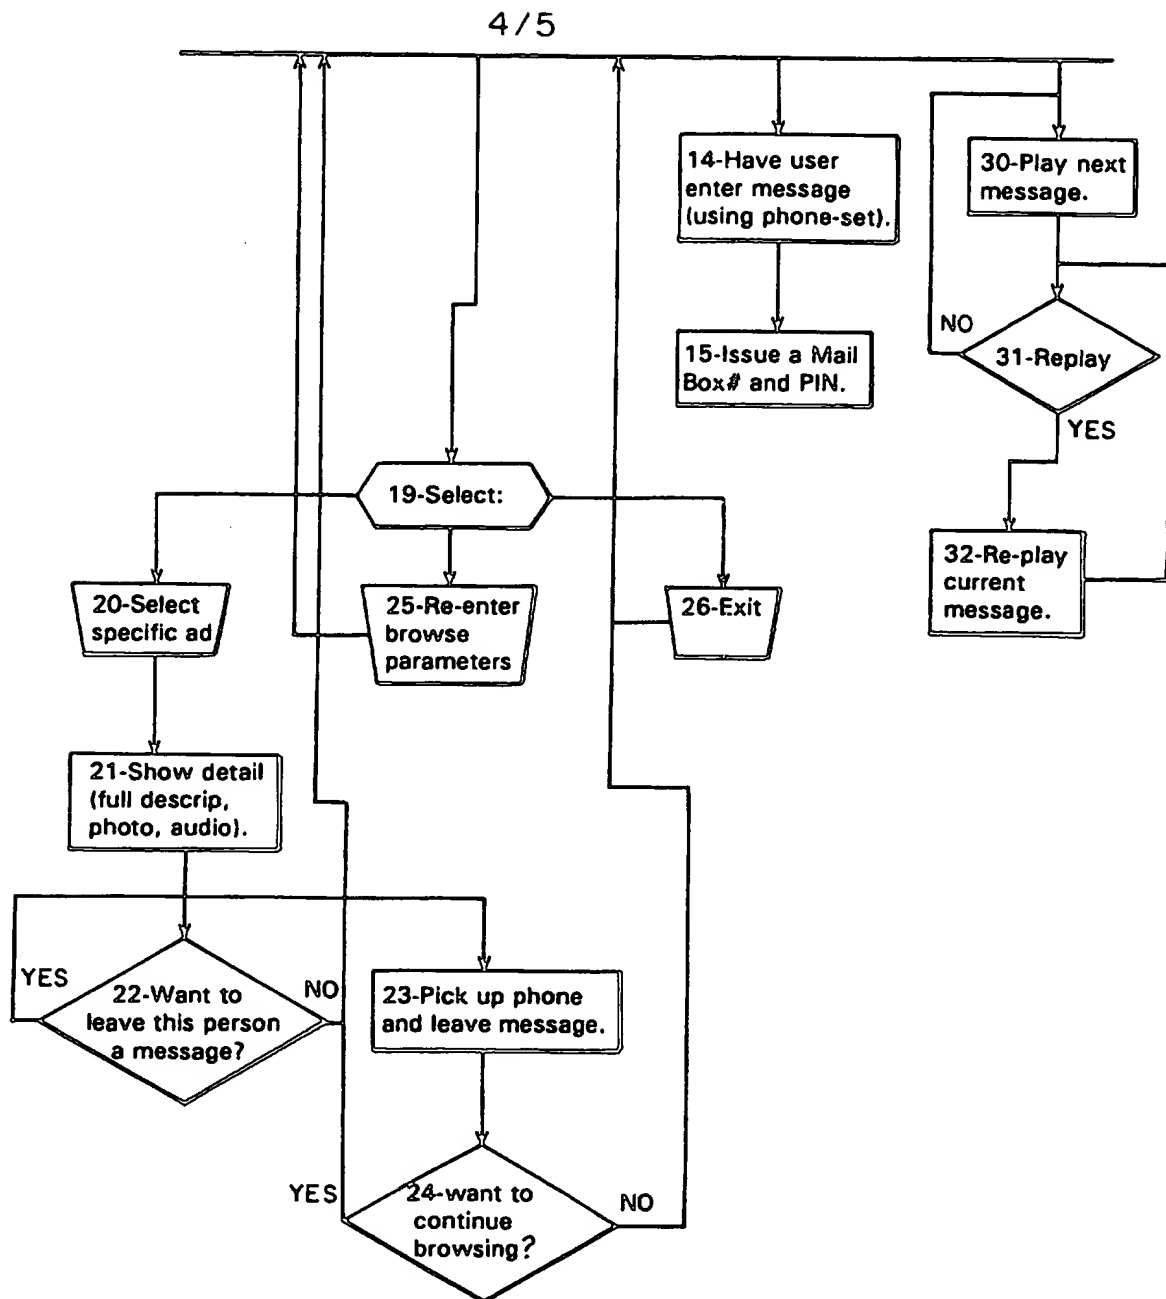 4/5
14-Have user
enter message
(using phone-set).
30-Play next
message.
15-Issue a Mail
Box# and PIN.
NO
31-Replay
YES
19-Select:
32-Re-play
current
message.
20-Select
specific ad
25-Re-enter
browse
parameters
26-Exit
21-Show detail
(full descrip,
photo, audio).
YES
22-Want to
leave this person
a message?
NO
23-Pick up phone
and leave message.
YES
24-want to
continue
browsing?
NO